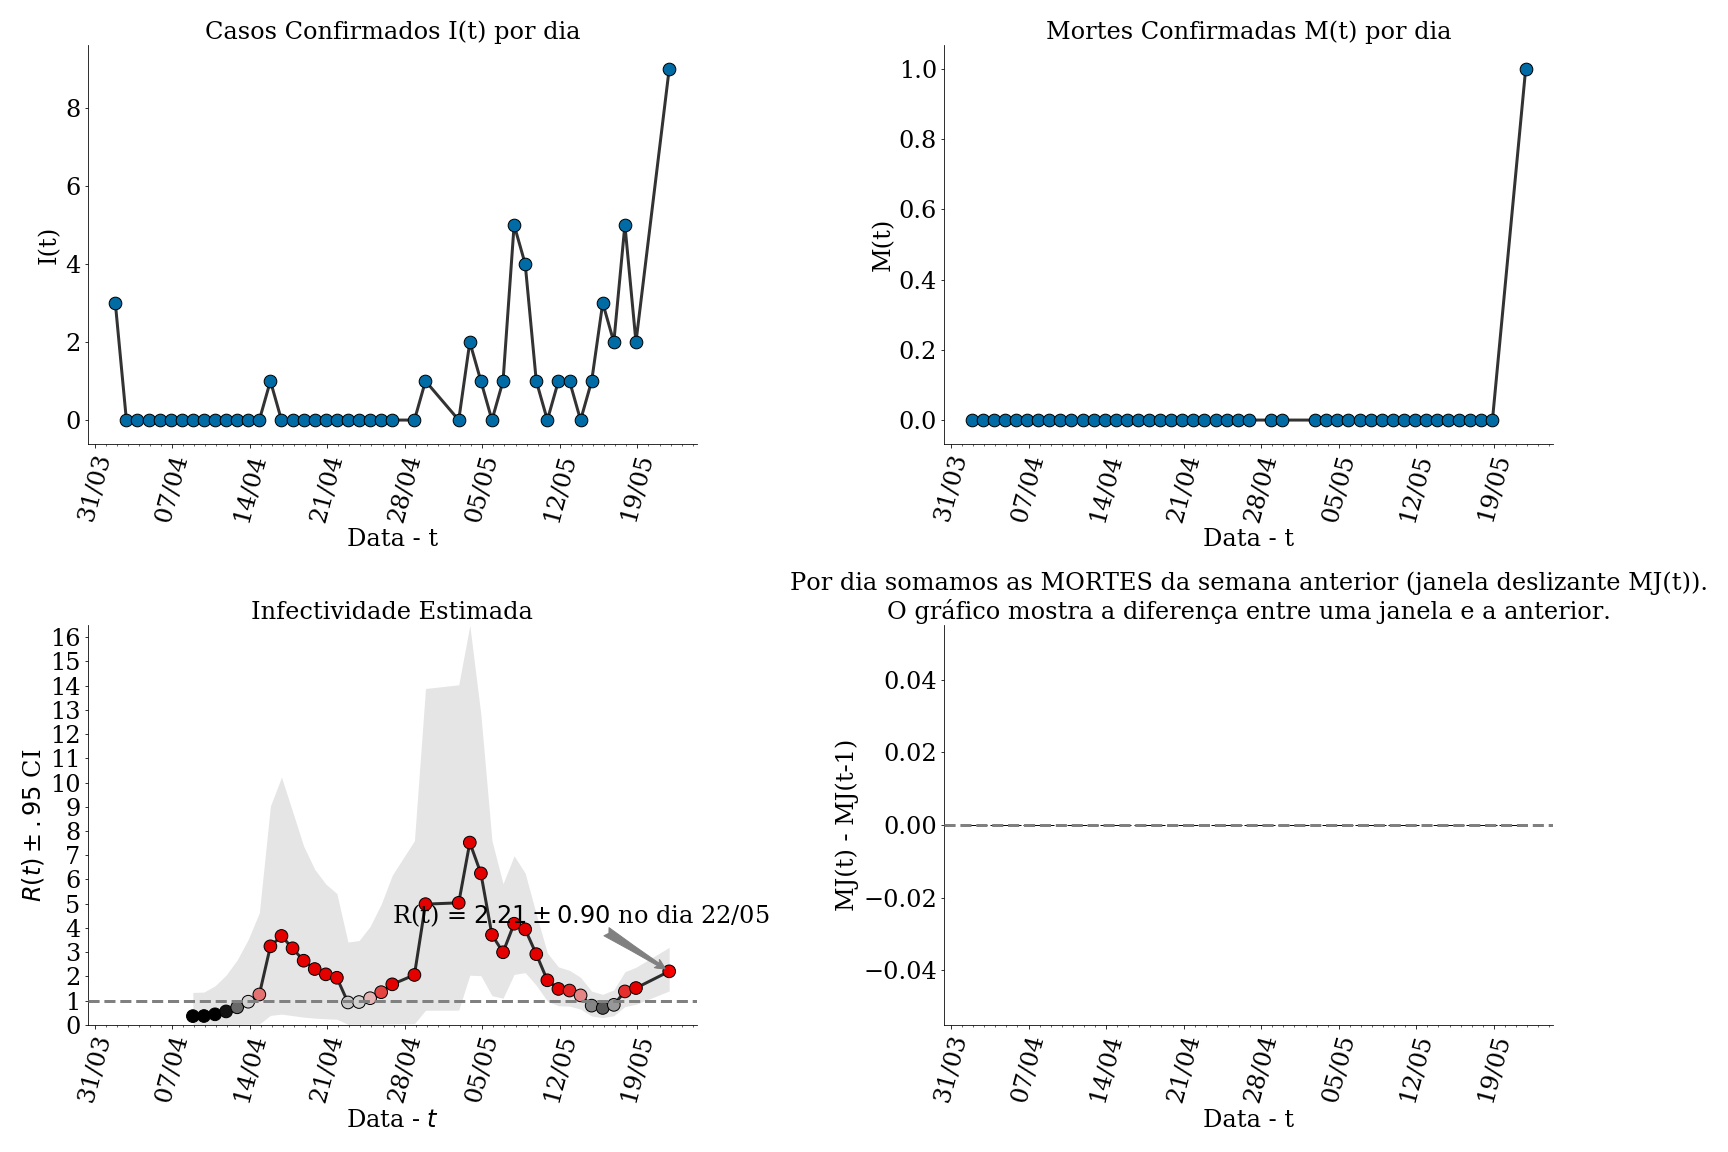 Casos Confirmados I(t) por dia
I(t)
8
6
4
2
0
31/03 07/04 14/04 21/04 28/04 05/05 12/05 19/05
Data - t
Mortes Confirmadas M(t) por dia
M(t)
1.0
0.8
0.6
0.4
0.2
0.0
31/03 07/04 14/04 21/04 28/04 05/05 12/05 19/05
Data - t
Infectividade Estimada
R(t) ± .95 CI
16
15
14
13
12
11
10
9
8
7
6
5
4
3
2
1
0
R(t) = 2.21 ± 0.90 no dia 22/05
31/03 07/04 14/04 21/04 28/04 05/05 12/05 19/05
Data - t
Por dia somamos as MORTES da semana anterior (janela deslizante MJ(t)).
O gráfico mostra a diferença entre uma janela e a anterior.
MJ(t) - MJ(t-1)
0.04
0.02
0.00
−0.02
−0.04
31/03 07/04 14/04 21/04 28/04 05/05 12/05 19/05
Data - t